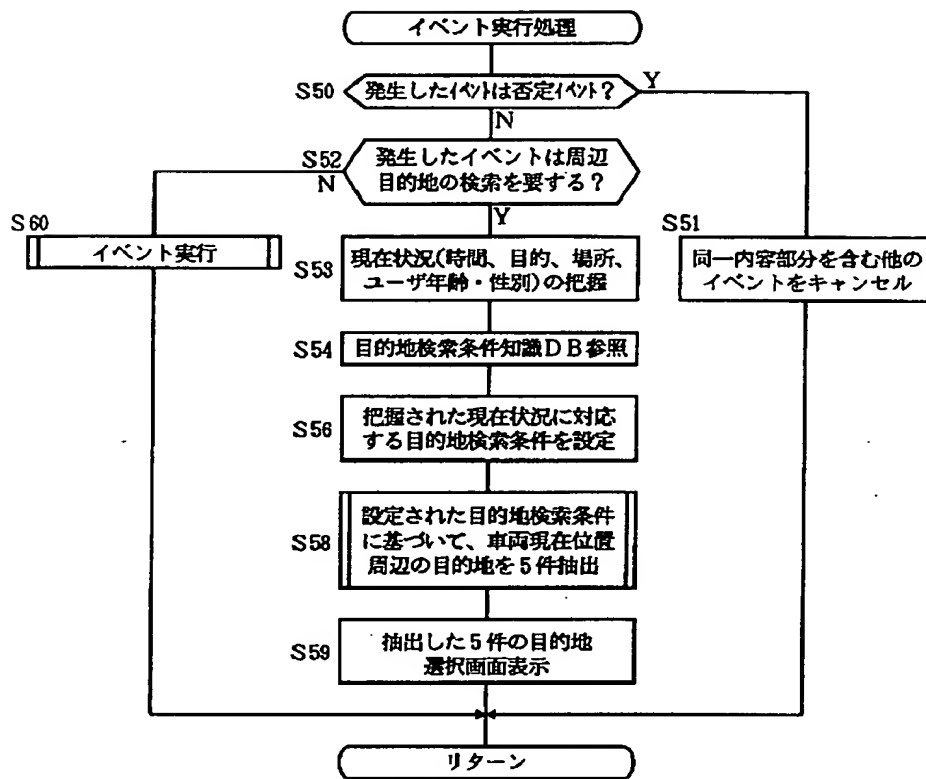 イベント実行処理
S50
発生したイベントは否定イベント?
Y
N
S52
発生したイベントは周辺
目的地の検索を要する?
N
Y
S60
イベント実行
S51
同一内容部分を含む他の
イベントをキャンセル
S53
現在状況(時間、目的、場所、
ユーザ年齢・性別)の把握
S54
目的地検索条件知識DB参照
S56
把握された現在状況に対応
する目的地検索条件を設定
S58
設定された目的地検索条件
に基づいて、車両現在位置
周辺の目的地を5件抽出
S59
抽出した5件の目的地
選択画面表示
リターン